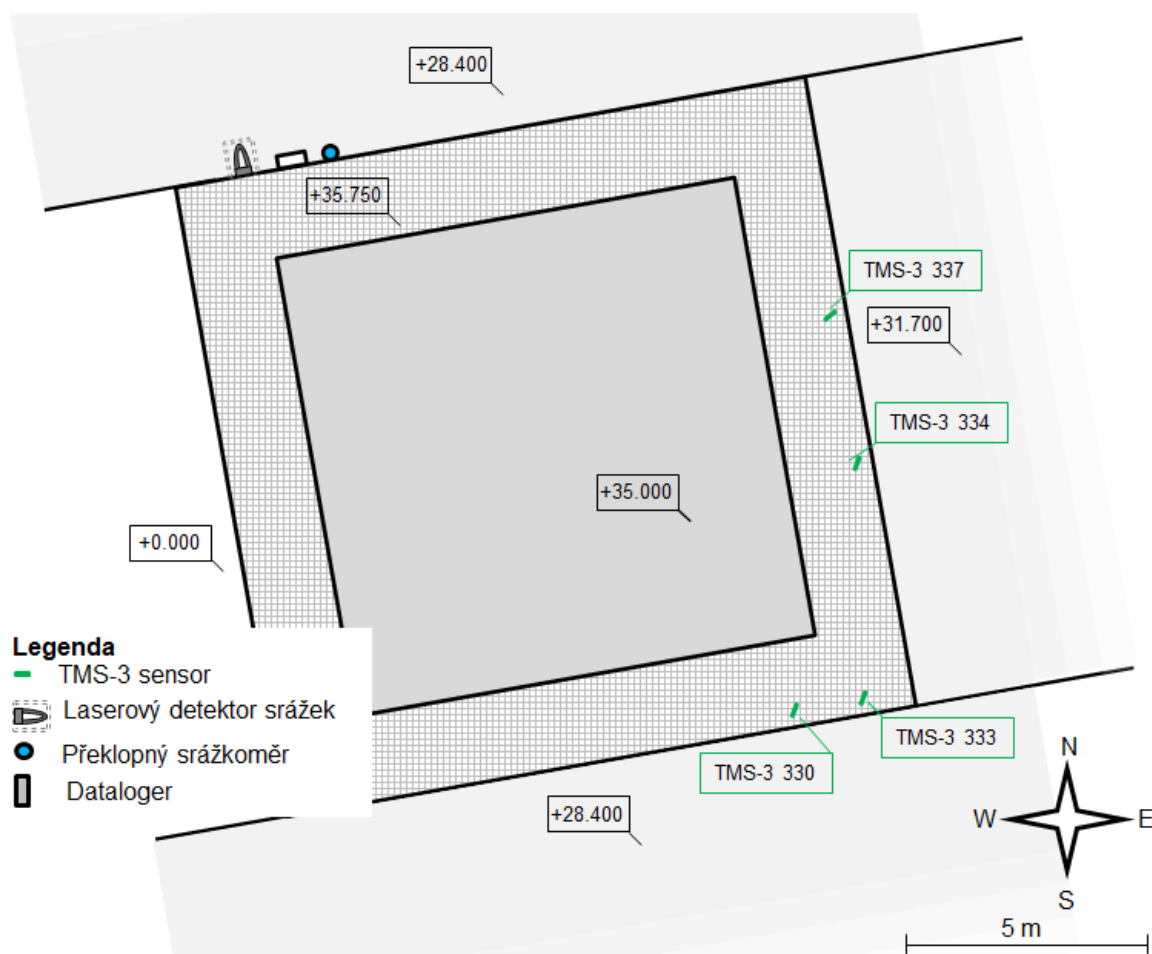 +28.400
+35.750
TMS-3 337
+31.700
TMS-3 334
+35.000
+0.000
Legenda
TMS-3 sensor
Laserový detektor srážek
Překlopný srážkoměr
Dataloger
TMS-3 333
TMS-3 330
+28.400
N
W
E
S
5 m